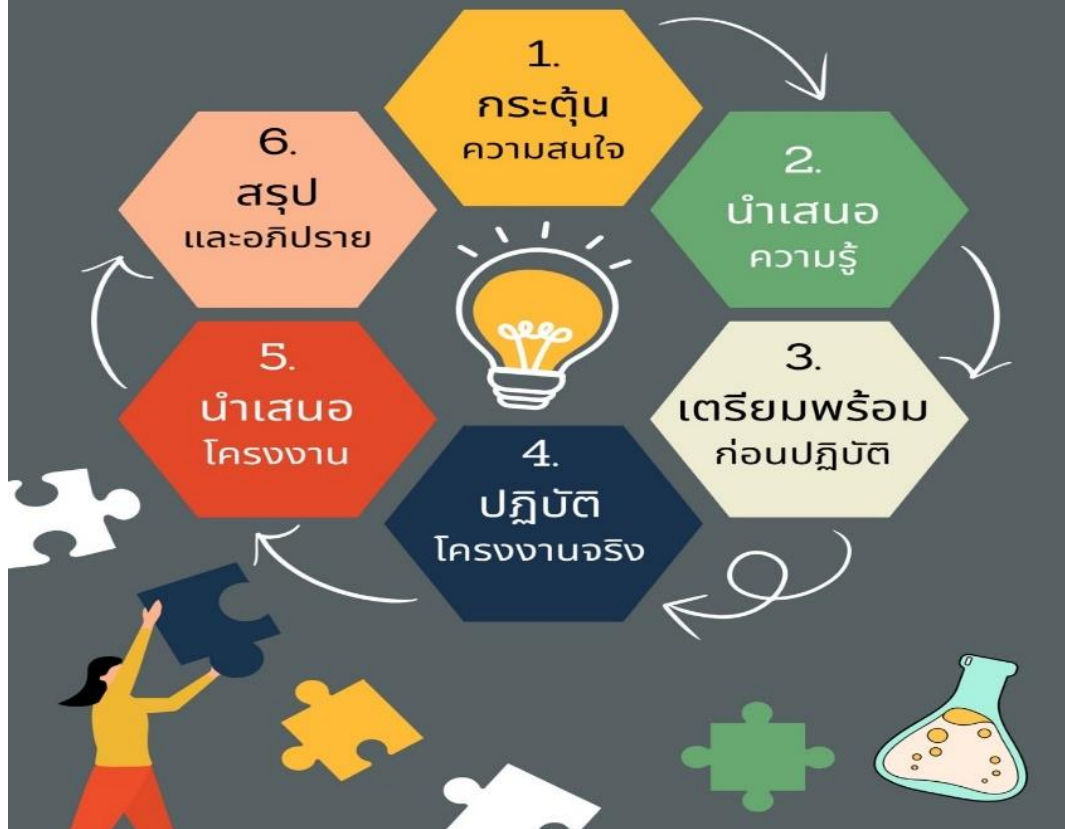 1.
กระตุ้น
ความสนใจ
2.
นำเสนอ
ความรู้
3.
เตรียมพร้อม
ก่อนปฏิบัติ
4.
ปฏิบัติ
โครงงานจริง
5.
นำเสนอ
โครงงาน
6.
สรุป
และอภิปราย